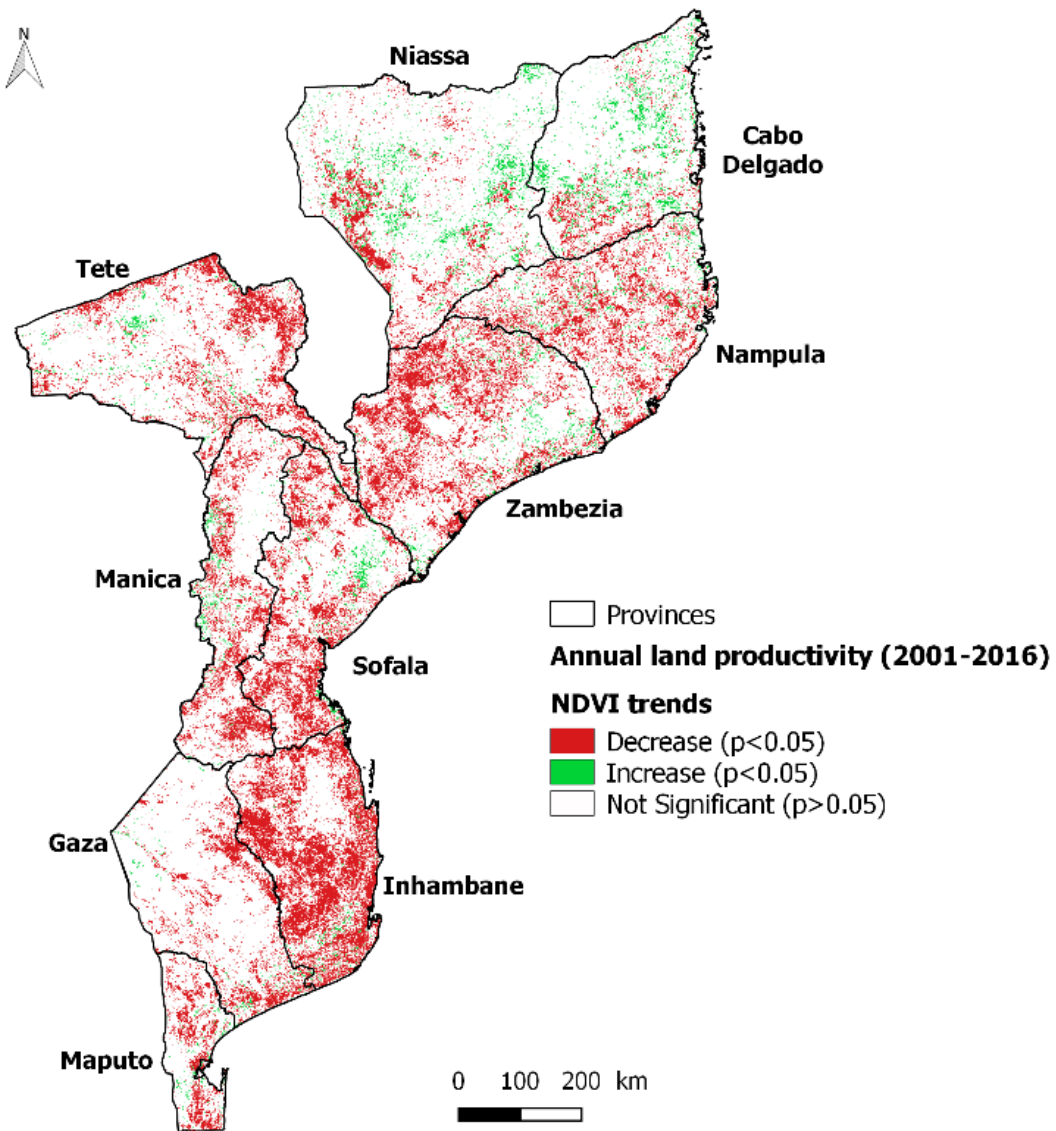 N
Niassa
Cabo
Delgado
Tete
Nampula
Zambezia
Manica
Sofala
Provinces
Annual land productivity (2001-2016)
NDVI trends
Decrease (p<0.05)
Increase (p<0.05)
Not Significant (p>0.05)
Gaza
Inhambane
Maputo
0 100 200 km